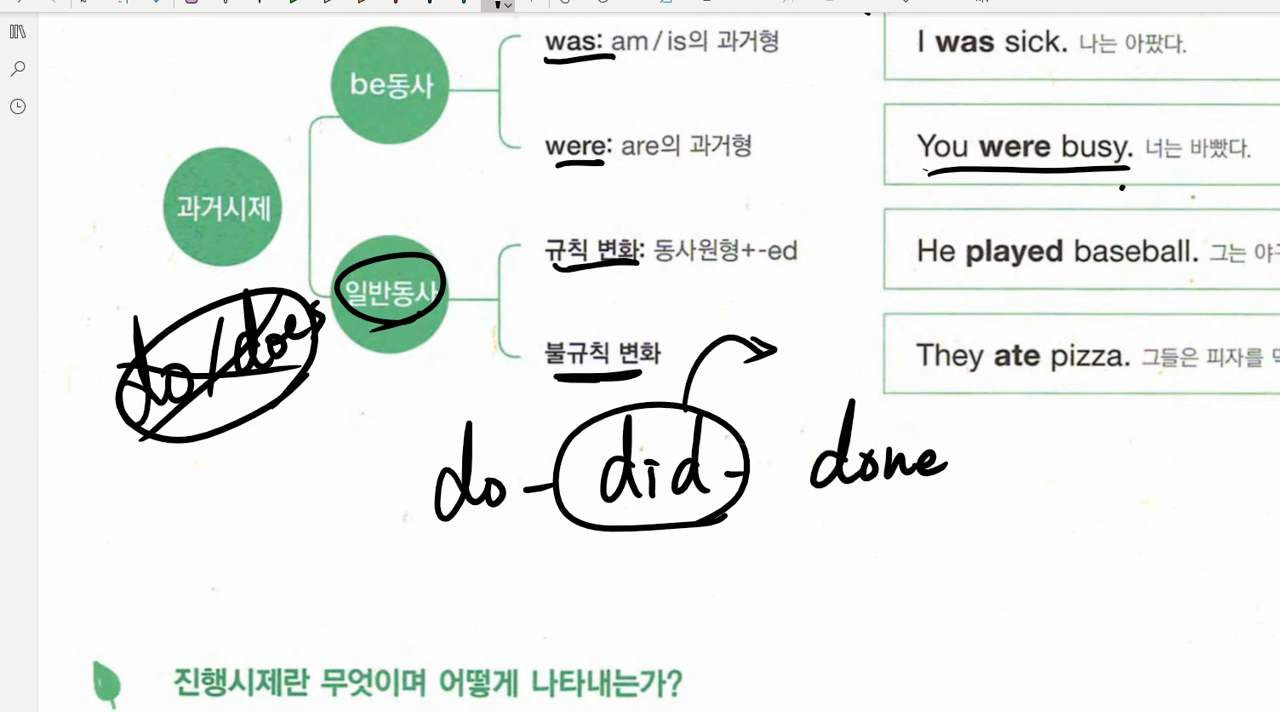 was: am/is의 과거형
I was sick. 나는 아팠다.
be동사
were: are의 과거형
You were busy. 너는 바빴다.
과거시제
규칙 변화: 동사원형+-ed
He played baseball. 그는 야구
일반동사
do/does
불규칙 변화
They ate pizza. 그들은 피자를
do - did - done
진행시제란 무엇이며 어떻게 나타내는가?